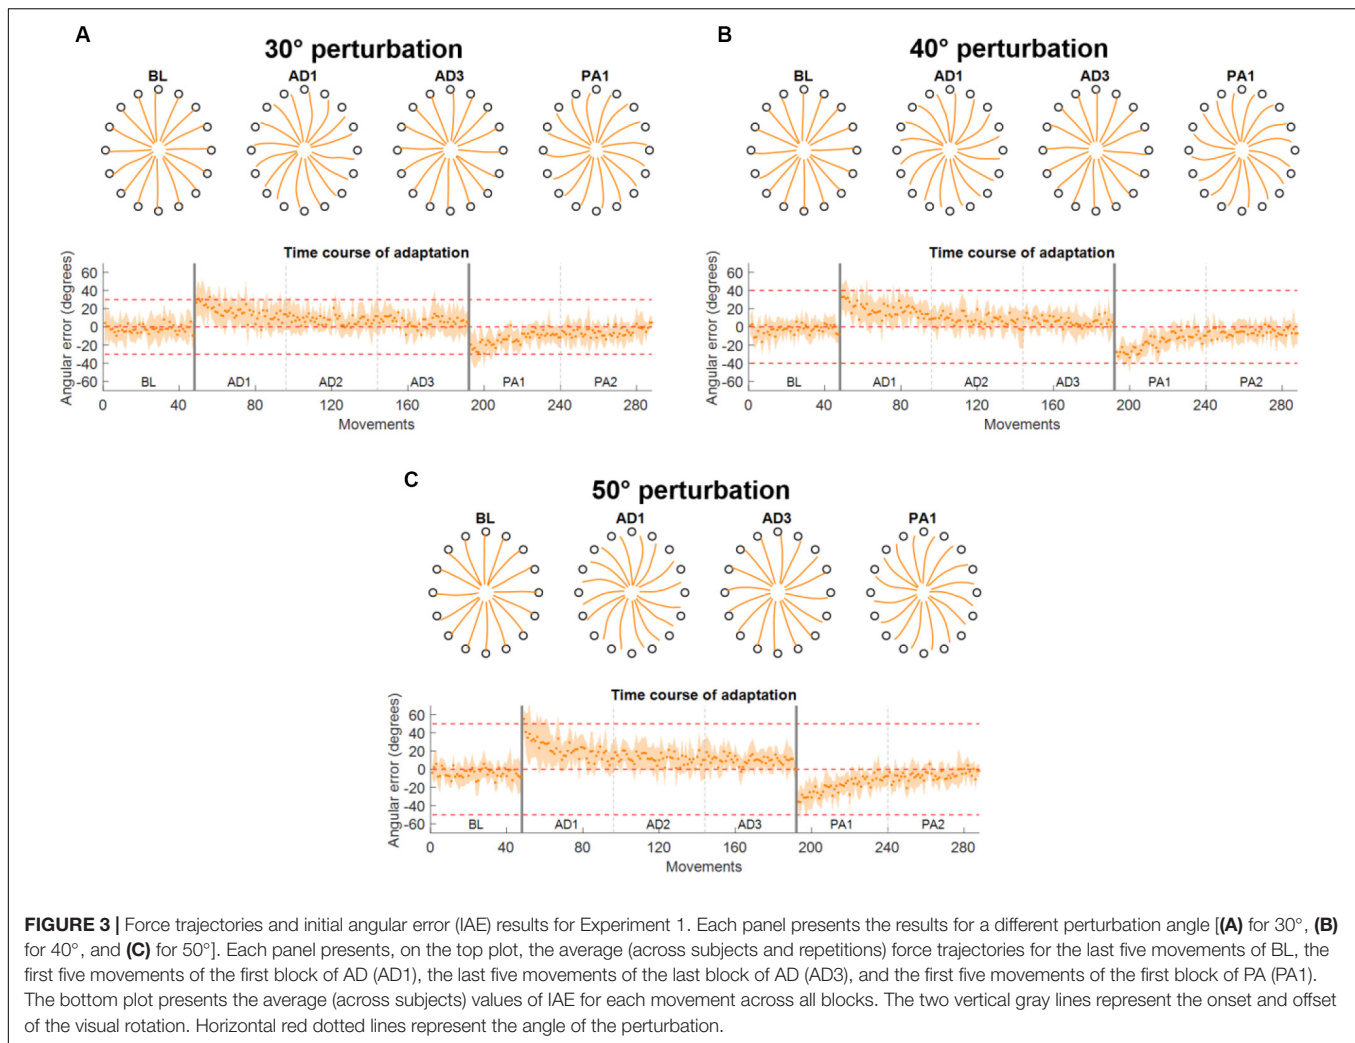 A
30° perturbation
BL
AD1
AD3
PA1
Time course of adaptation
Angular error (degrees)
60
40
20
0
-20
-40
-60
BL
AD1
AD2
AD3
PA1
PA2
0
40
80
120
160
200
240
280
Movements
B
40° perturbation
BL
AD1
AD3
PA1
Time course of adaptation
Angular error (degrees)
60
40
20
0
-20
-40
-60
BL
AD1
AD2
AD3
PA1
PA2
0
40
80
120
160
200
240
280
Movements
C
50° perturbation
BL
AD1
AD3
PA1
Time course of adaptation
Angular error (degrees)
60
40
20
0
-20
-40
-60
BL
AD1
AD2
AD3
PA1
PA2
0
40
80
120
160
200
240
280
Movements
FIGURE 3 | Force trajectories and initial angular error (IAE) results for Experiment 1. Each panel presents the results for a different perturbation angle [(A) for 30°, (B)
for 40°, and (C) for 50°]. Each panel presents, on the top plot, the average (across subjects and repetitions) force trajectories for the last five movements of BL, the
first five movements of the first block of AD (AD1), the last five movements of the last block of AD (AD3), and the first five movements of the first block of PA (PA1).
The bottom plot presents the average (across subjects) values of IAE for each movement across all blocks. The two vertical gray lines represent the onset and offset
of the visual rotation. Horizontal red dotted lines represent the angle of the perturbation.